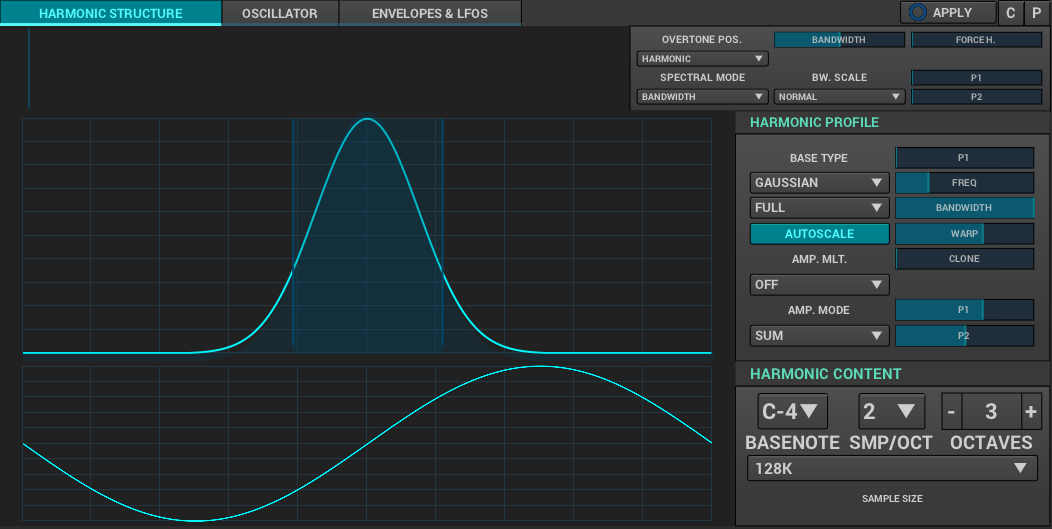 HARMONIC STRUCTURE OSCILLATOR ENVELOPES & LFOS APPLY C P
OVERTONE POS. BANDWIDTH FORCE H.
HARMONIC
SPECTRAL MODE BW. SCALE P1
BANDWIDTH NORMAL P2
HARMONIC PROFILE
BASE TYPE P1
GAUSSIAN FREQ
FULL BANDWIDTH
AUTOSCALE WARP
AMP. MLT. CLONE
OFF
AMP. MODE P1
SUM P2
HARMONIC CONTENT
C-4 2 - 3 +
BASENOTE SMP/OCT OCTAVES
128K
SAMPLE SIZE